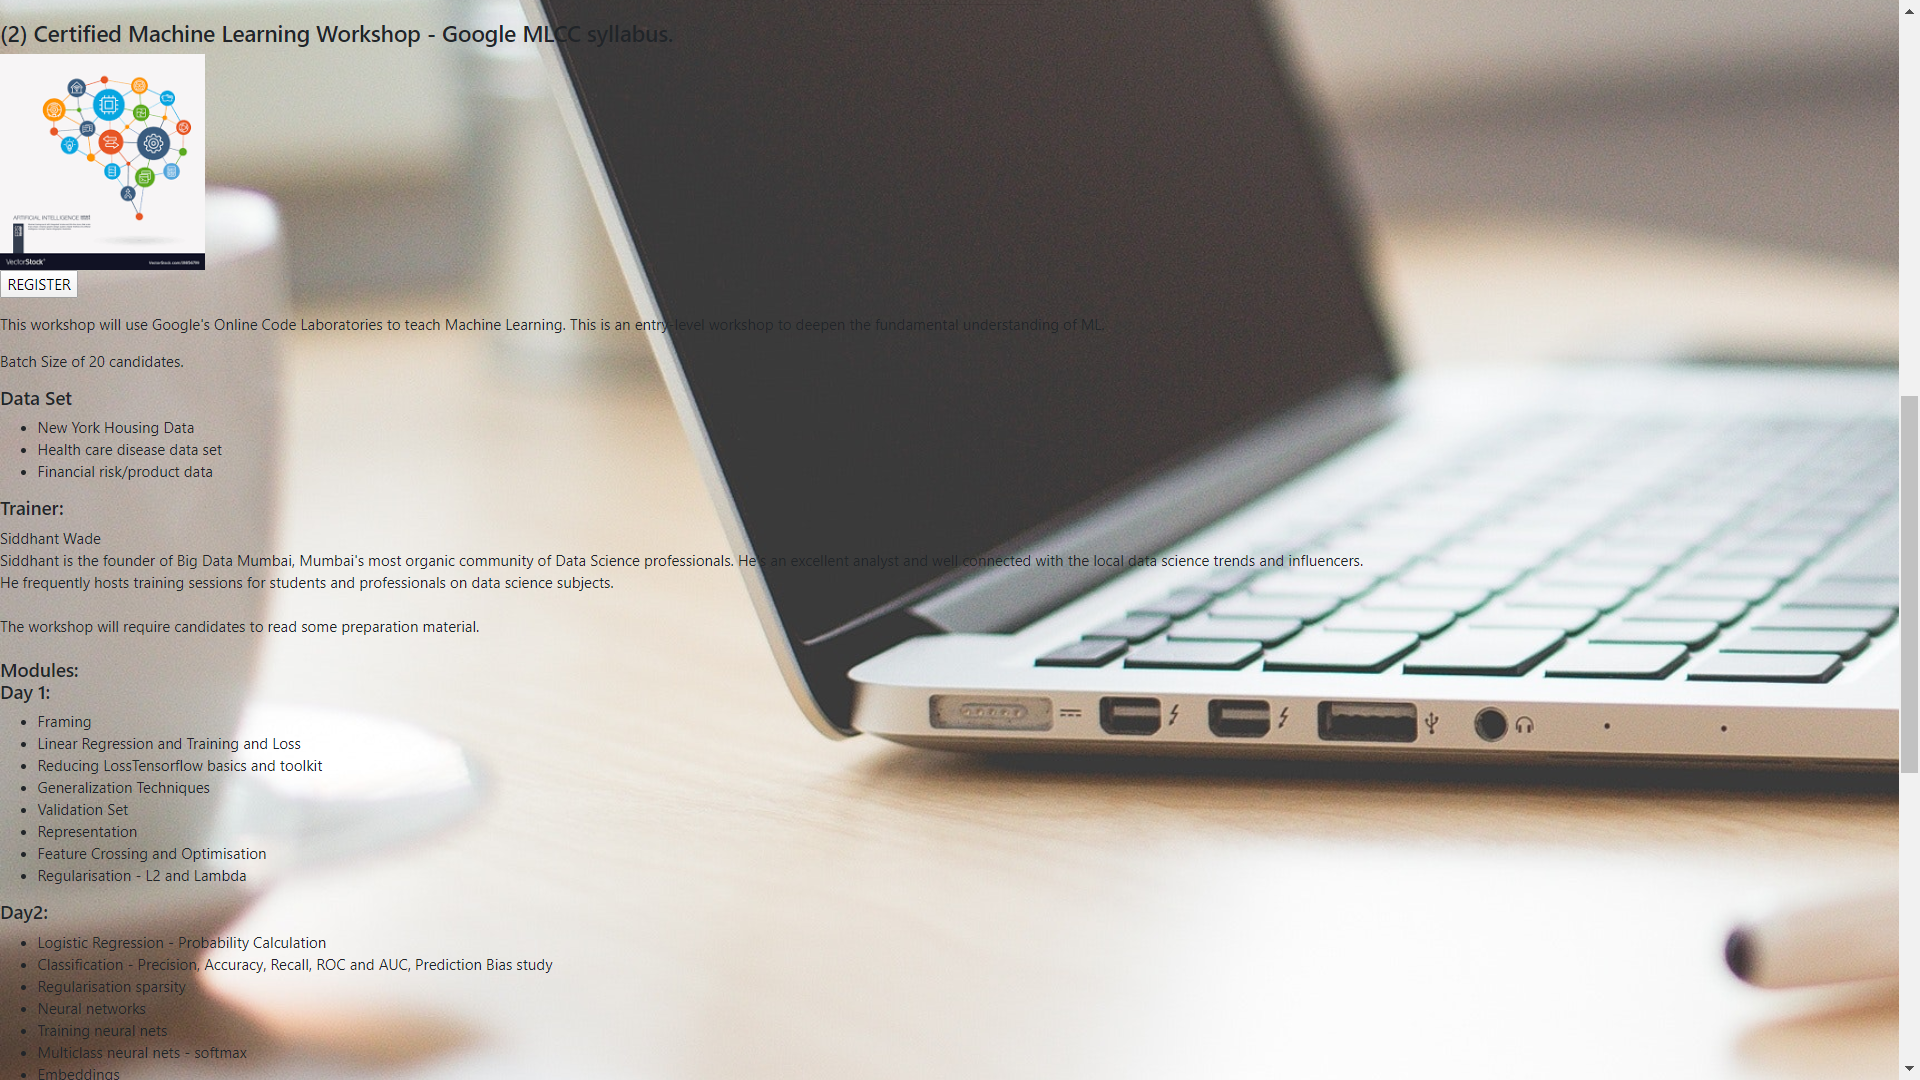 (2) Certified Machine Learning Workshop - Google MLCC syllabus.
ARTIFICIAL INTELLIGENCE
VectorStock®
REGISTER
This workshop will use Google's Online Code Laboratories to teach Machine Learning. This is an entry-level workshop to deepen the fundamental understanding of ML.
Batch Size of 20 candidates.
Data Set
New York Housing Data
Health care disease data set
Financial risk/product data
Trainer:
Siddhant Wade
Siddhant is the founder of Big Data Mumbai, Mumbai's most organic community of Data Science professionals. He's an excellent analyst and well connected with the local data science trends and influencers.
He frequently hosts training sessions for students and professionals on data science subjects.
The workshop will require candidates to read some preparation material.
Modules:
Day 1:
Framing
Linear Regression and Training and Loss
Reducing LossTensorflow basics and toolkit
Generalization Techniques
Validation Set
Representation
Feature Crossing and Optimisation
Regularisation - L2 and Lambda
Day2:
Logistic Regression - Probability Calculation
Classification - Precision, Accuracy, Recall, ROC and AUC, Prediction Bias study
Regularisation sparsity
Neural networks
Training neural nets
Multiclass neural nets - softmax
Embeddings